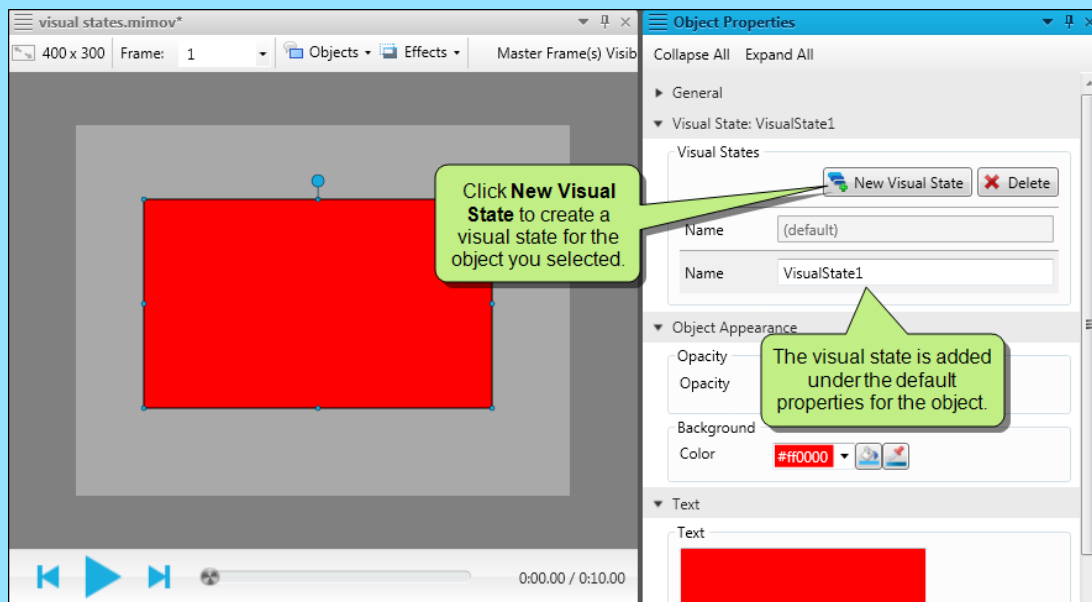 visual states.mimov*
400 x 300 Frame: 1 Objects Effects Master Frame(s) Visib
Click New Visual
State to create a
visual state for the
object you selected.
0:00.00 / 0:10.00
Object Properties
Collapse All Expand All
General
Visual State: VisualState1
Visual States
New Visual State Delete
Name (default)
Name VisualState1
Object Appearance
Opacity
Opacity
The visual state is added
under the default
properties for the object.
Background
Color #ff0000
Text
Text